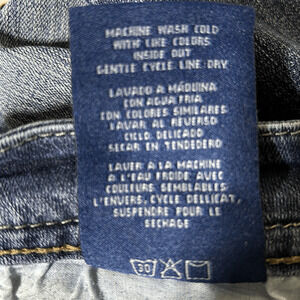 MACHINE WASH COLD
WITH LIKE COLORS
INSIDE OUT
GENTLE CYCLE LINE DRY.
LAVADO A MÁQUINA
CON AGUA FRIA
CON COLORES SIMILARES.
LAVAR AL REVERSO
CICLO DELICADO
SECAR EN TENDEDERO
LAVER A LA MACHINE
A L'EAU FROIDE AVEC
COULEURS SEMBLABLES.
L'ENVERS, CYCLE DELLICAT,
SUSPENDRE POUR LE
SECHAGE
30